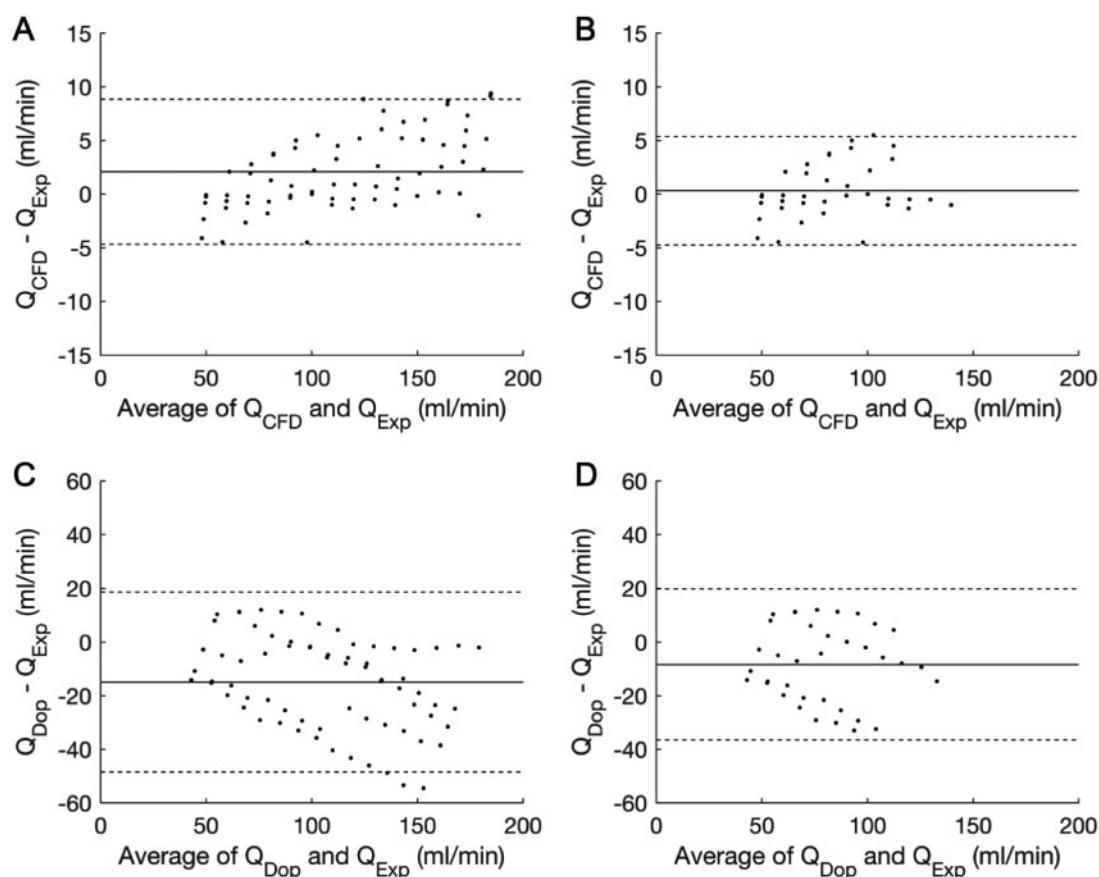 A
15
10
5
0
-5
-10
-15
Q_CFD - Q_Exp (ml/min)
0 50 100 150 200
Average of Q_CFD and Q_Exp (ml/min)
B
15
10
5
0
-5
-10
-15
Q_CFD - Q_Exp (ml/min)
0 50 100 150 200
Average of Q_CFD and Q_Exp (ml/min)
C
60
40
20
0
-20
-40
-60
Q_Dop - Q_Exp (ml/min)
0 50 100 150 200
Average of Q_Dop and Q_Exp (ml/min)
D
60
40
20
0
-20
-40
-60
Q_Dop - Q_Exp (ml/min)
0 50 100 150 200
Average of Q_Dop and Q_Exp (ml/min)